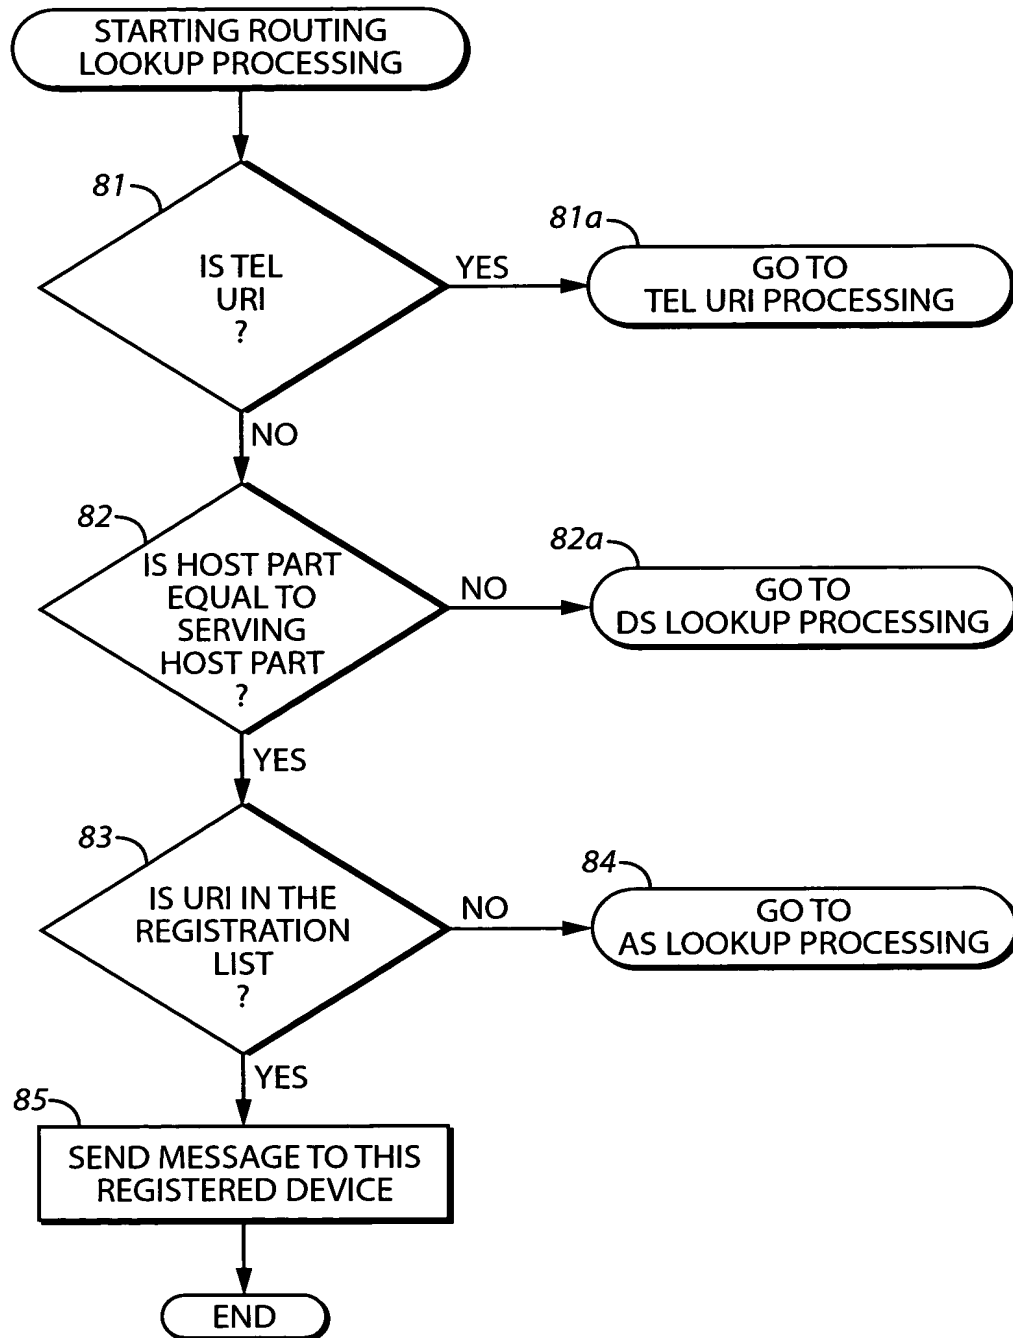 STARTING ROUTING
LOOKUP PROCESSING
81
IS TEL
URI
?
YES
81a
GO TO
TEL URI PROCESSING
NO
82
IS HOST PART
EQUAL TO
SERVING
HOST PART
?
NO
82a
GO TO
DS LOOKUP PROCESSING
YES
83
IS URI IN THE
REGISTRATION
LIST
?
NO
84
GO TO
AS LOOKUP PROCESSING
YES
85
SEND MESSAGE TO THIS
REGISTERED DEVICE
END